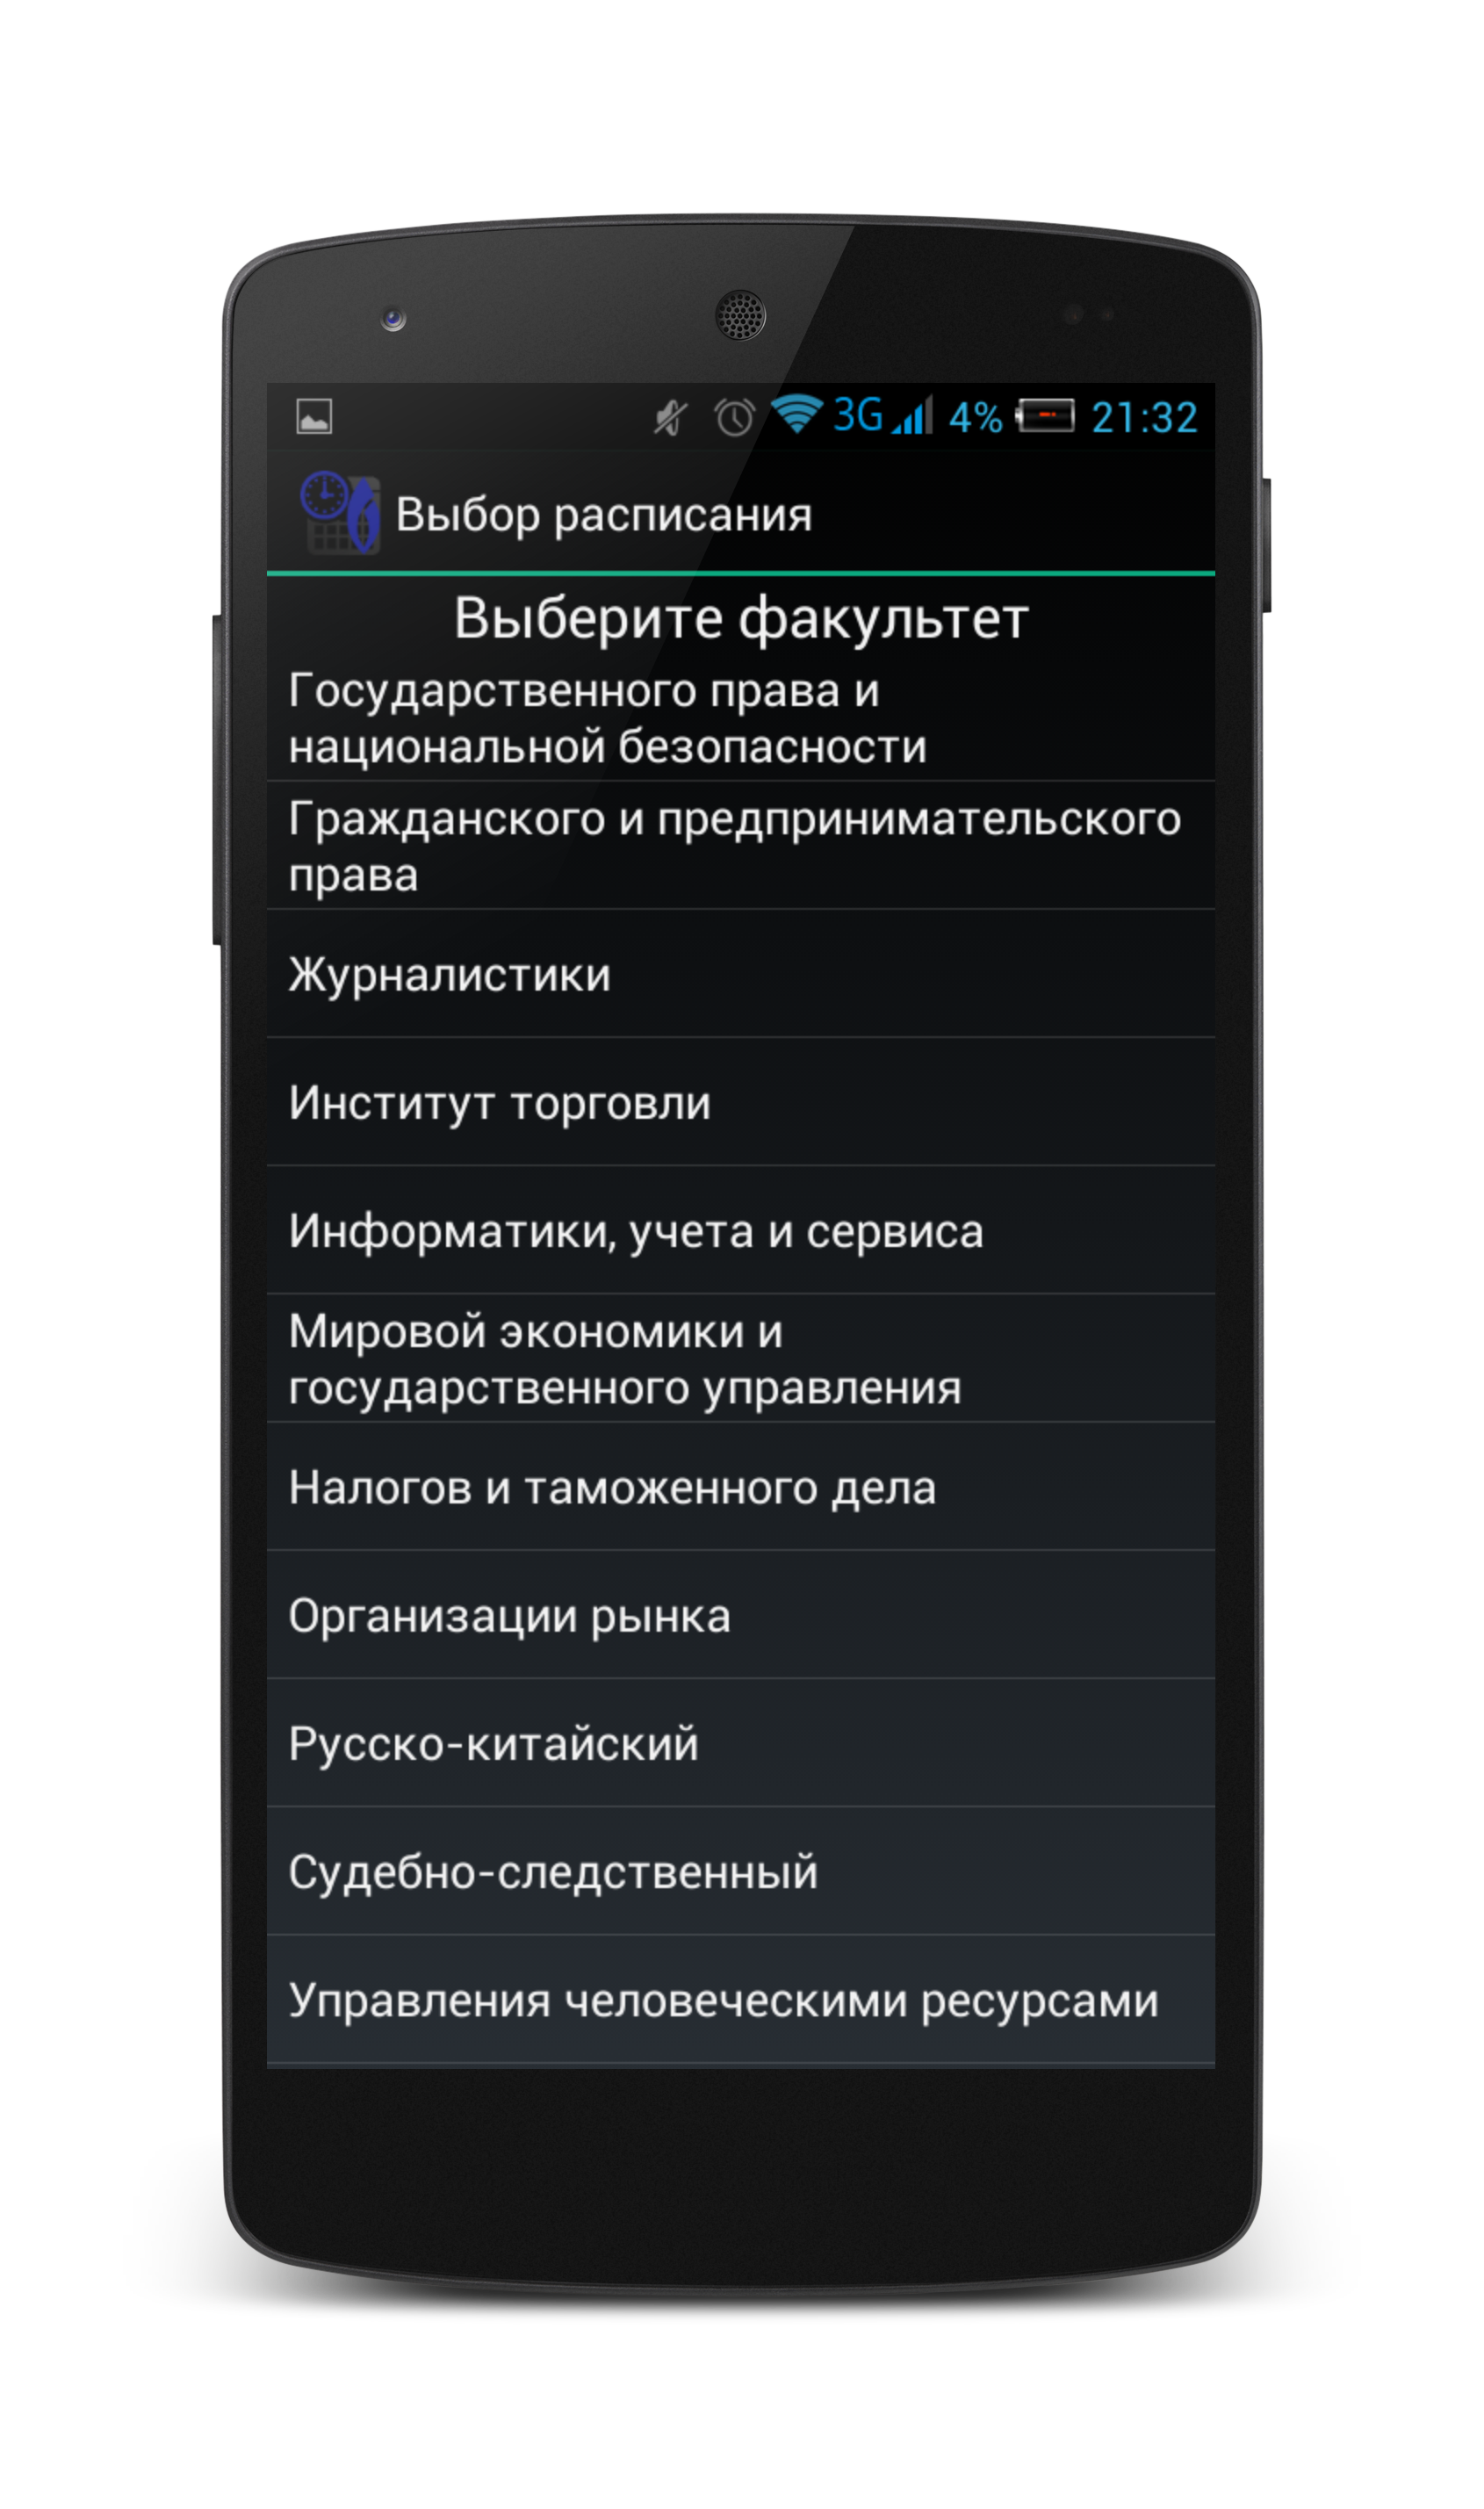 3G 4% 21:32
Выбор расписания
Выберите факультет
Государственного права и
национальной безопасности
Гражданского и предпринимательского
права
Журналистики
Институт торговли
Информатики, учета и сервиса
Мировой экономики и
государственного управления
Налогов и таможенного дела
Организации рынка
Русско-китайский
Судебно-следственный
Управления человеческими ресурсами